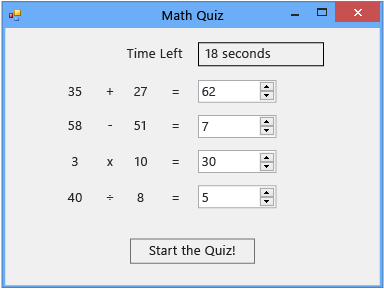 Math Quiz
Time Left 18 seconds
35 + 27 = 62
58 - 51 = 7
3 x 10 = 30
40 ÷ 8 = 5
Start the Quiz!